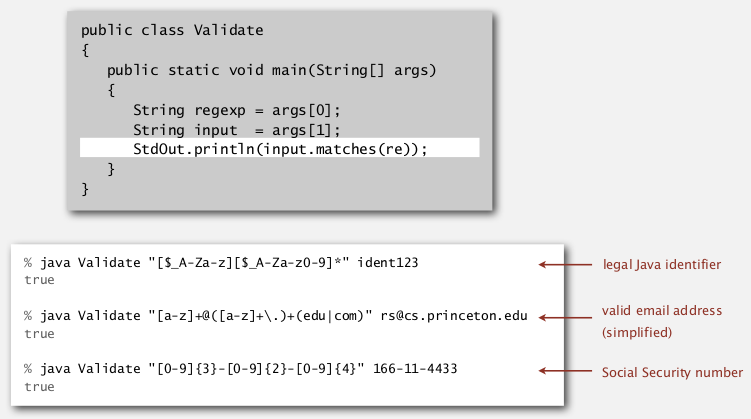 public class Validate
{
public static void main(String[] args)
{
String regexp = args[0];
String input  = args[1];
StdOut.println(input.matches(re));
}
}
% java Validate "[$_A-Za-z][$_A-Za-z0-9]*" ident123
legal Java identifier
true
% java Validate "[a-z]+@([a-z]+\.)+(edu|com)" rs@cs.princeton.edu
valid email address
(simplified)
true
% java Validate "[0-9]{3}-[0-9]{2}-[0-9]{4}" 166-11-4433
Social Security number
true